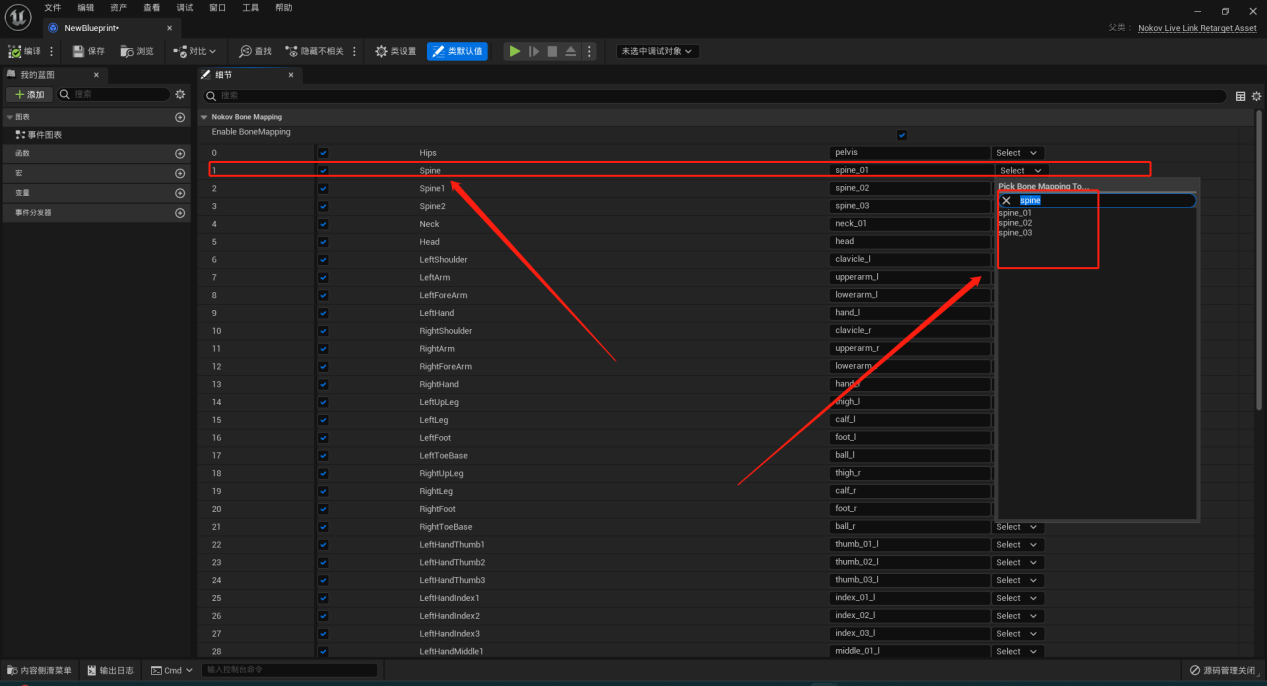 文件 编辑 资产 查看 调试 窗口 工具 帮助
NewBlueprint•
父类： Nokov Live Link Retarget Asset
编译 保存 浏览 对比 查找 隐藏不相关 类设置 类默认值 未选中调试对象
我的蓝图
添加 搜索
图表
事件图表
函数
宏
变量
事件分发器
细节
搜索
Nokov Bone Mapping
Enable BoneMapping
0 Hips pelvis Select
1 Spine spine_01 Select
2 Spine1 spine_02
3 Spine2 spine_03
4 Neck neck_01
5 Head head
6 LeftShoulder clavicle_l
7 LeftArm upperarm_l
8 LeftForeArm lowerarm_l
9 LeftHand hand_l
10 RightShoulder clavicle_r
11 RightArm upperarm_r
12 RightForeArm lowerarm_r
13 RightHand hand_r
14 LeftUpLeg thigh_l
15 LeftLeg calf_l
16 LeftFoot foot_l
17 LeftToeBase ball_l
18 RightUpLeg thigh_r
19 RightLeg calf_r
20 RightFoot foot_r
21 RightToeBase ball_r Select
22 LeftHandThumb1 thumb_01_l Select
23 LeftHandThumb2 thumb_02_l Select
24 LeftHandThumb3 thumb_03_l Select
25 LeftHandIndex1 index_01_l Select
26 LeftHandIndex2 index_02_l Select
27 LeftHandIndex3 index_03_l Select
28 LeftHandMiddle1 middle_01_l Select
Pick Bone Mapping To...
spine
spine_01
spine_02
spine_03
内容侧滑菜单 输出日志 Cmd 输入控制台命令 源码管理关闭